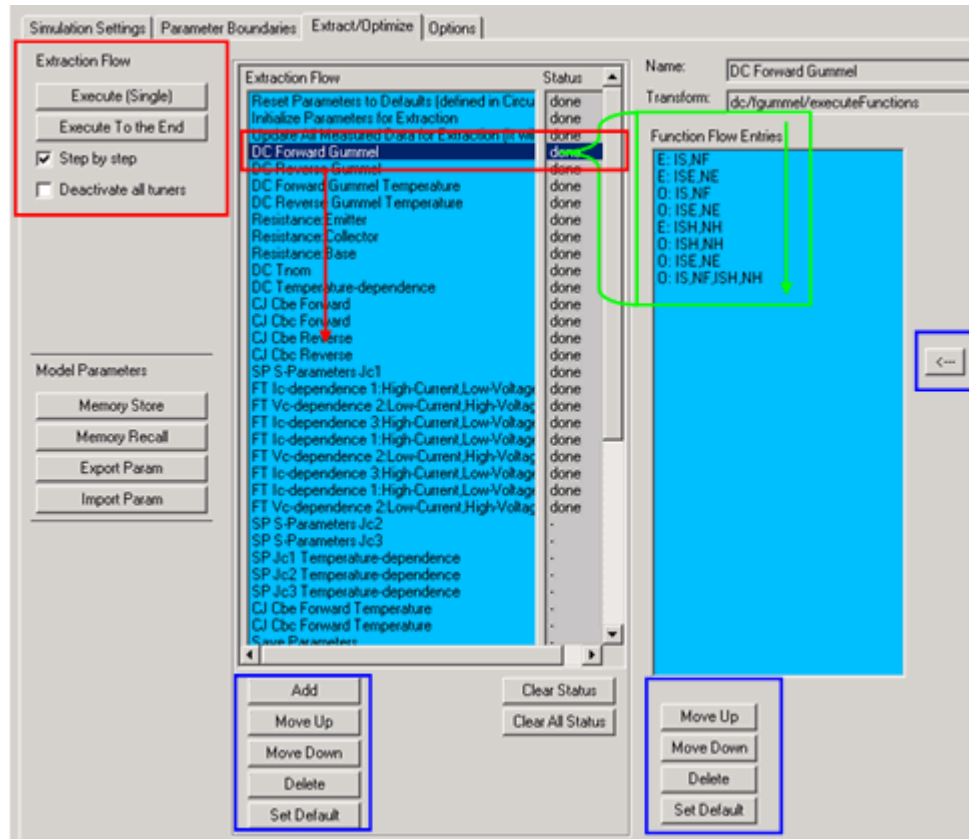 Simulation Settings Parameter Boundaries Extract/Optimize Options
Extraction Flow
Execute (Single)
Execute To the End
Step by step
Deactivate all tuners
Model Parameters
Memory Store
Memory Recall
Export Param
Import Param
Extraction Flow Status
Reset Parameters to Defaults (defined in Circu done
Initialize Parameters for Extraction done
Update All Measured Data for Extraction (It will done
DC Forward Gummel done
DC Reverse Gummel done
DC Forward Gummel Temperature done
DC Reverse Gummel Temperature done
Resistance:Emitter done
Resistance:Collector done
Resistance:Base done
DC Tnom done
DC Temperature-dependence done
CJ Cbe Forward done
CJ Cbc Forward done
CJ Cbe Reverse done
CJ Cbc Reverse done
SP S-Parameters Jc1 done
FT Ic-dependence 1:High-Current,Low-Voltage done
FT Vc-dependence 2:Low-Current,High-Voltag done
FT Ic-dependence 3:High-Current,Low-Voltage done
FT Ic-dependence 1:High-Current,Low-Voltage done
FT Vc-dependence 2:Low-Current,High-Voltag done
FT Ic-dependence 3:High-Current,Low-Voltage done
FT Ic-dependence 1:High-Current,Low-Voltage done
FT Vc-dependence 2:Low-Current,High-Voltag done
SP S-Parameters Jc2 -
SP S-Parameters Jc3 -
SP Jc1 Temperature-dependence -
SP Jc2 Temperature-dependence -
SP Jc3 Temperature-dependence -
CJ Cbe Forward Temperature -
CJ Cbc Forward Temperature -
Save Parameters -
Add
Move Up
Move Down
Delete
Set Default
Clear Status
Clear All Status
Name: DC Forward Gummel
Transform: dc/fgummel/executeFunctions
Function Flow Entries
E: IS,NF
E: ISE,NE
O: IS,NF
O: ISE,NE
E: ISH,NH
O: ISH,NH
O: ISE,NE
O: IS,NF,ISH,NH
<---
Move Up
Move Down
Delete
Set Default